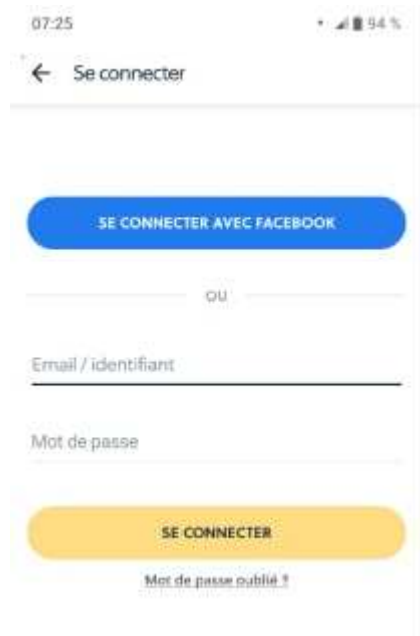 07:25 94 %
← Se connecter
SE CONNECTER AVEC FACEBOOK
OU
Email / identifiant
Mot de passe
SE CONNECTER
Mot de passe oublié ?